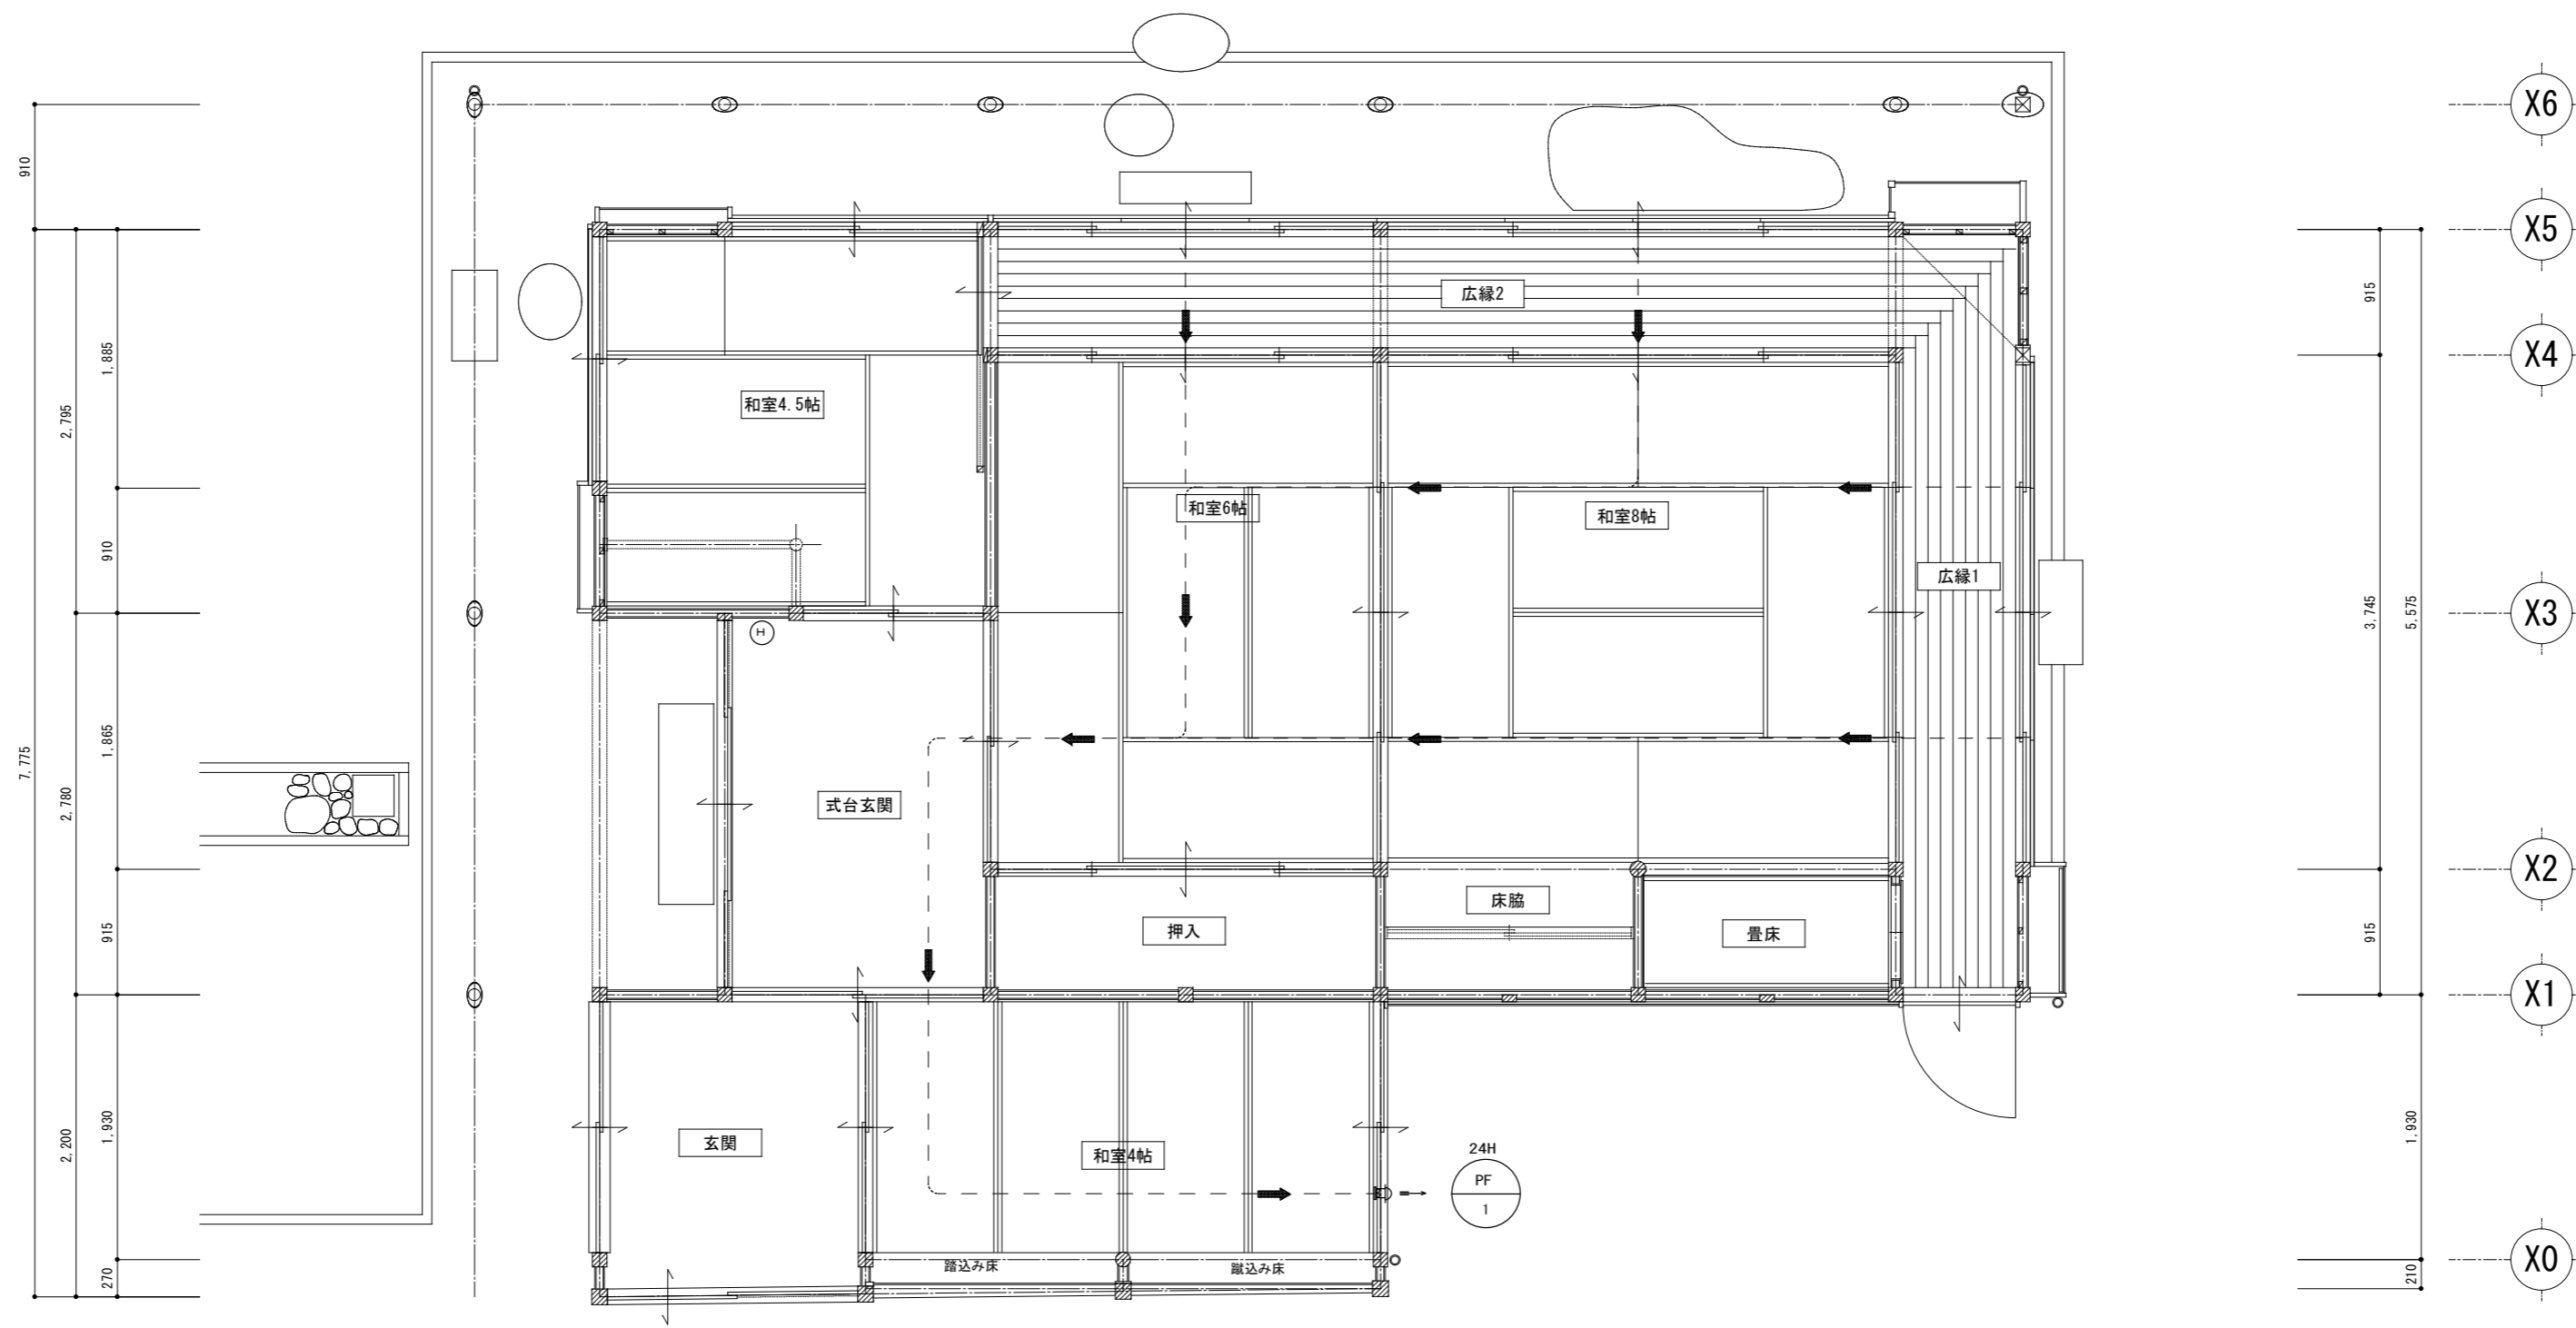 X6
910
X5
広縁2
915
X4
1,885
2,795
和室4.5帖
和室6帖
和室8帖
910
広縁1
3,745
5,575
X3
H
1,865
7,775
2,780
式台玄関
X2
床脇
915
押入
畳床
915
X1
1,930
2,200
玄関
和室4帖
24H
PF
1
1,930
X0
踏込み床
蹴込み床
270
210